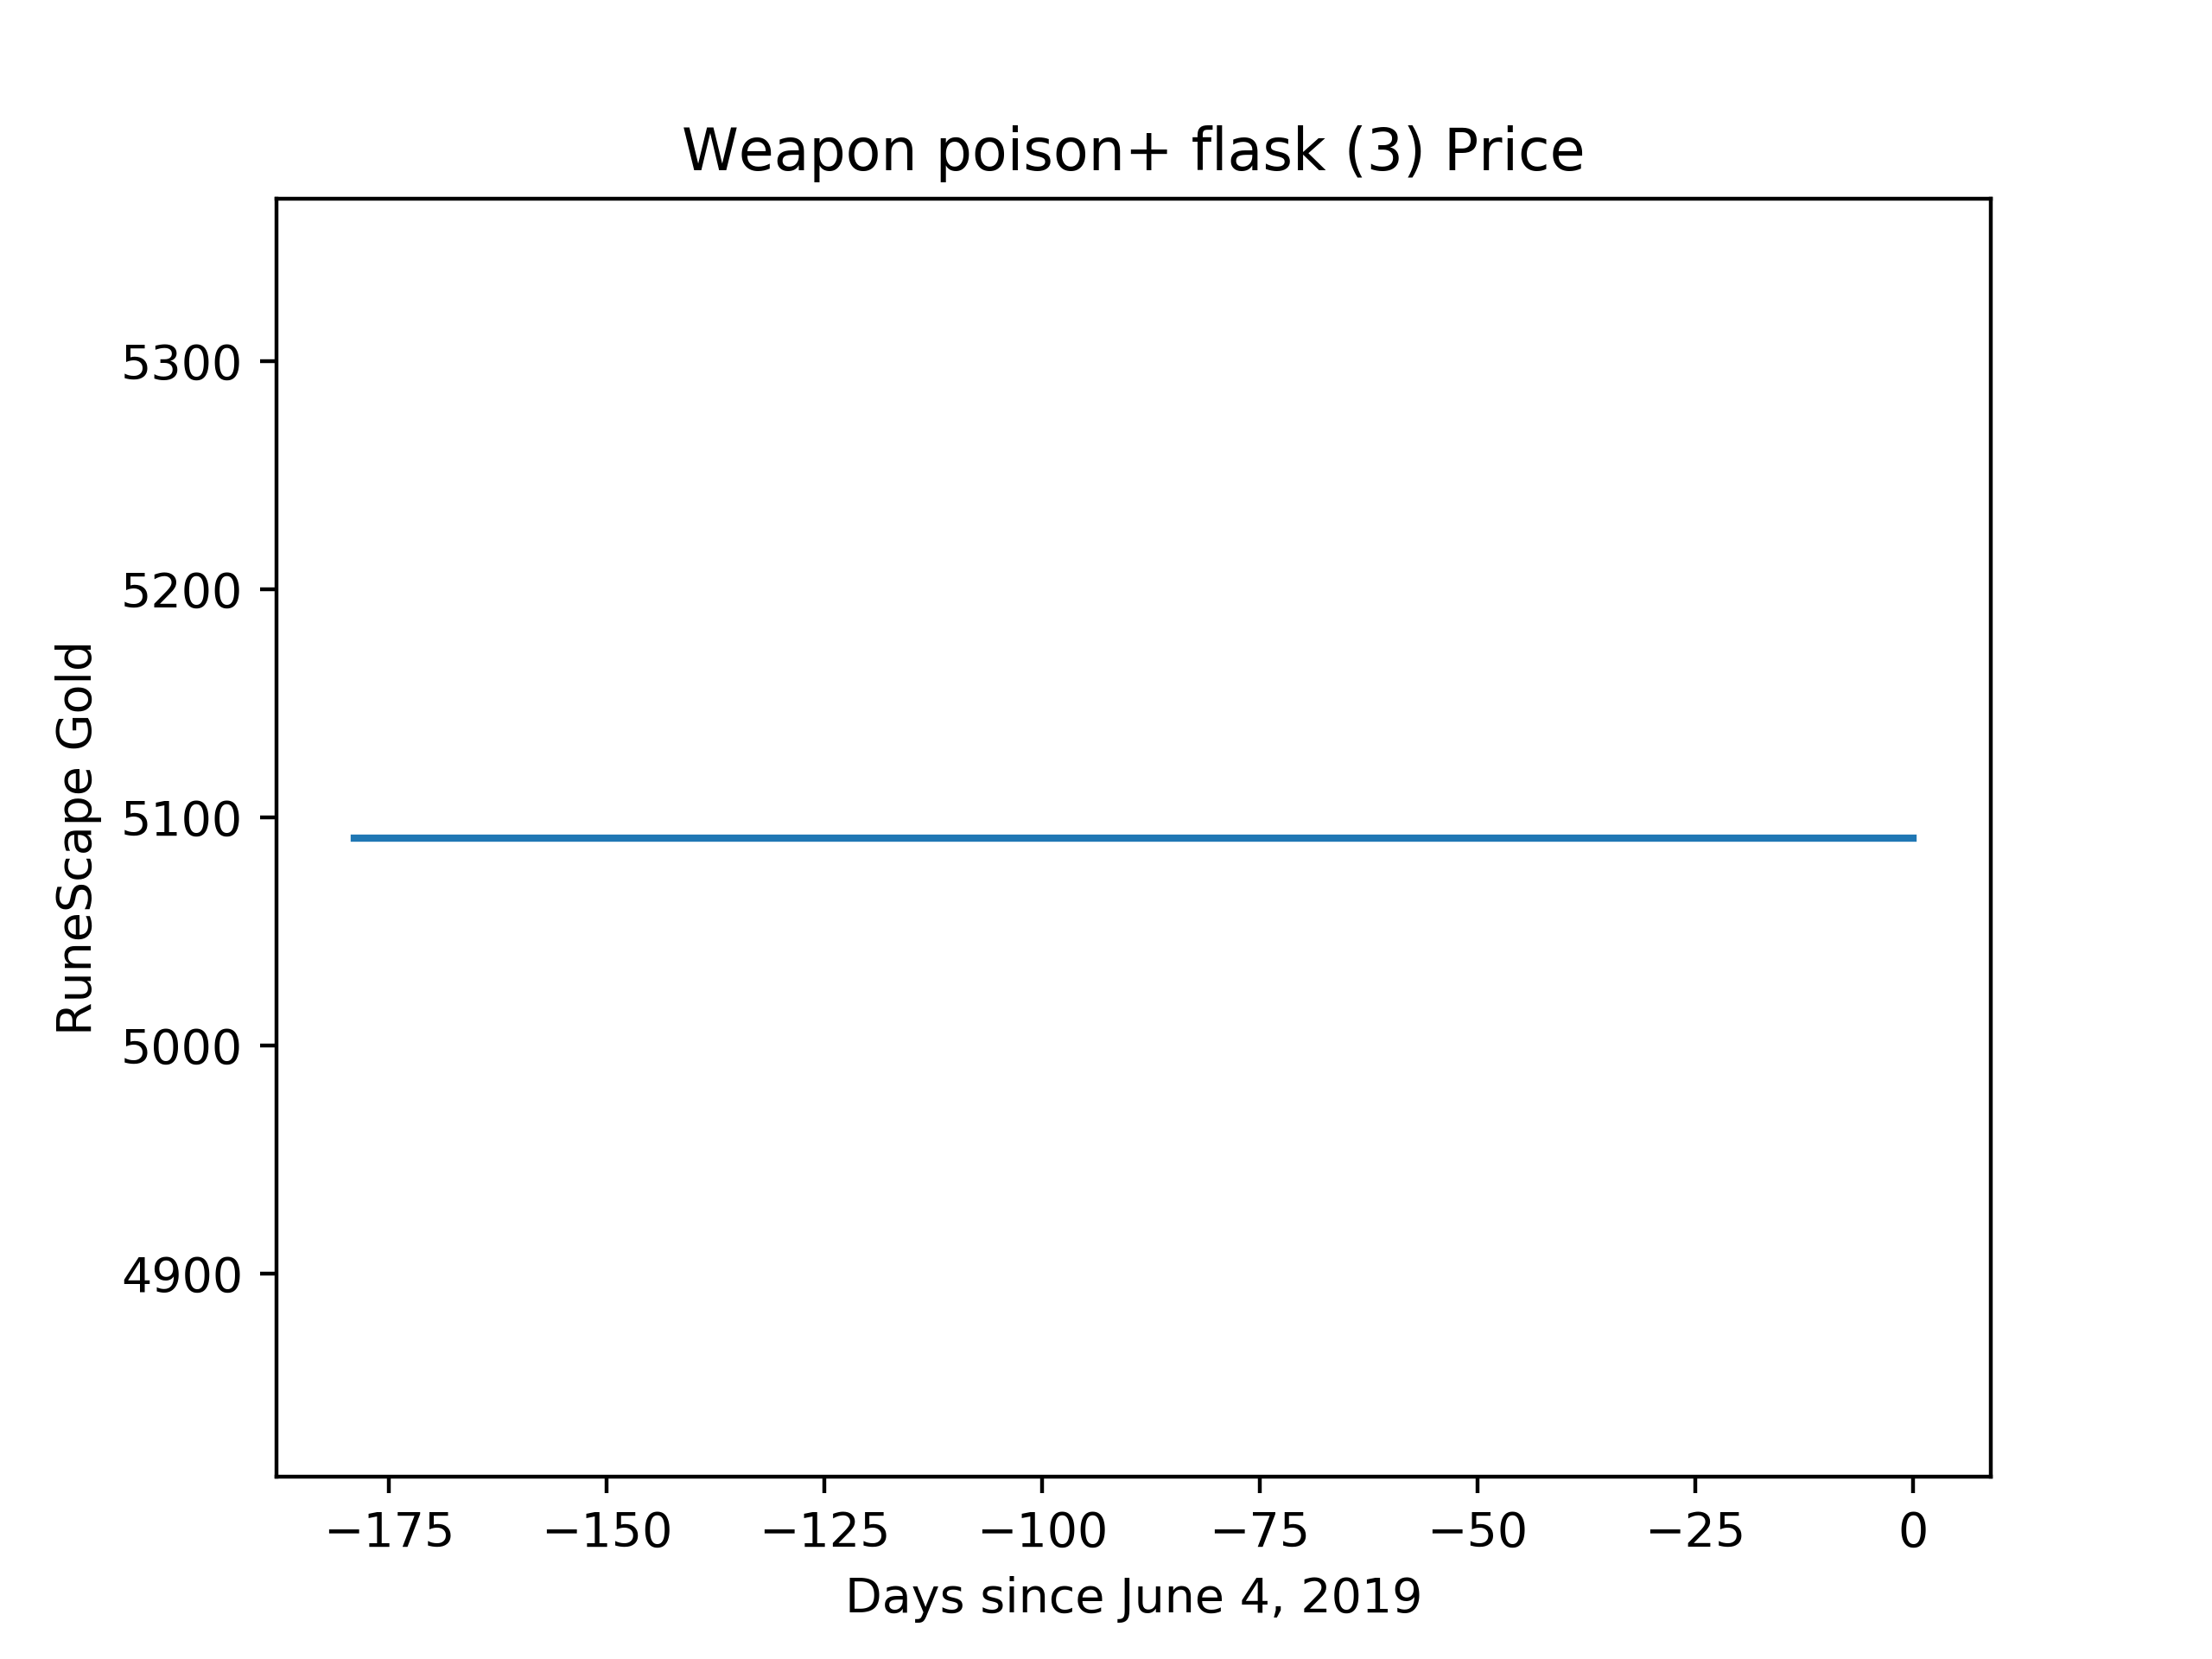 Weapon poison+ flask (3) Price
5300
5200
5100
5000
4900
RuneScape Gold
−175 −150 −125 −100 −75 −50 −25 0
Days since June 4, 2019